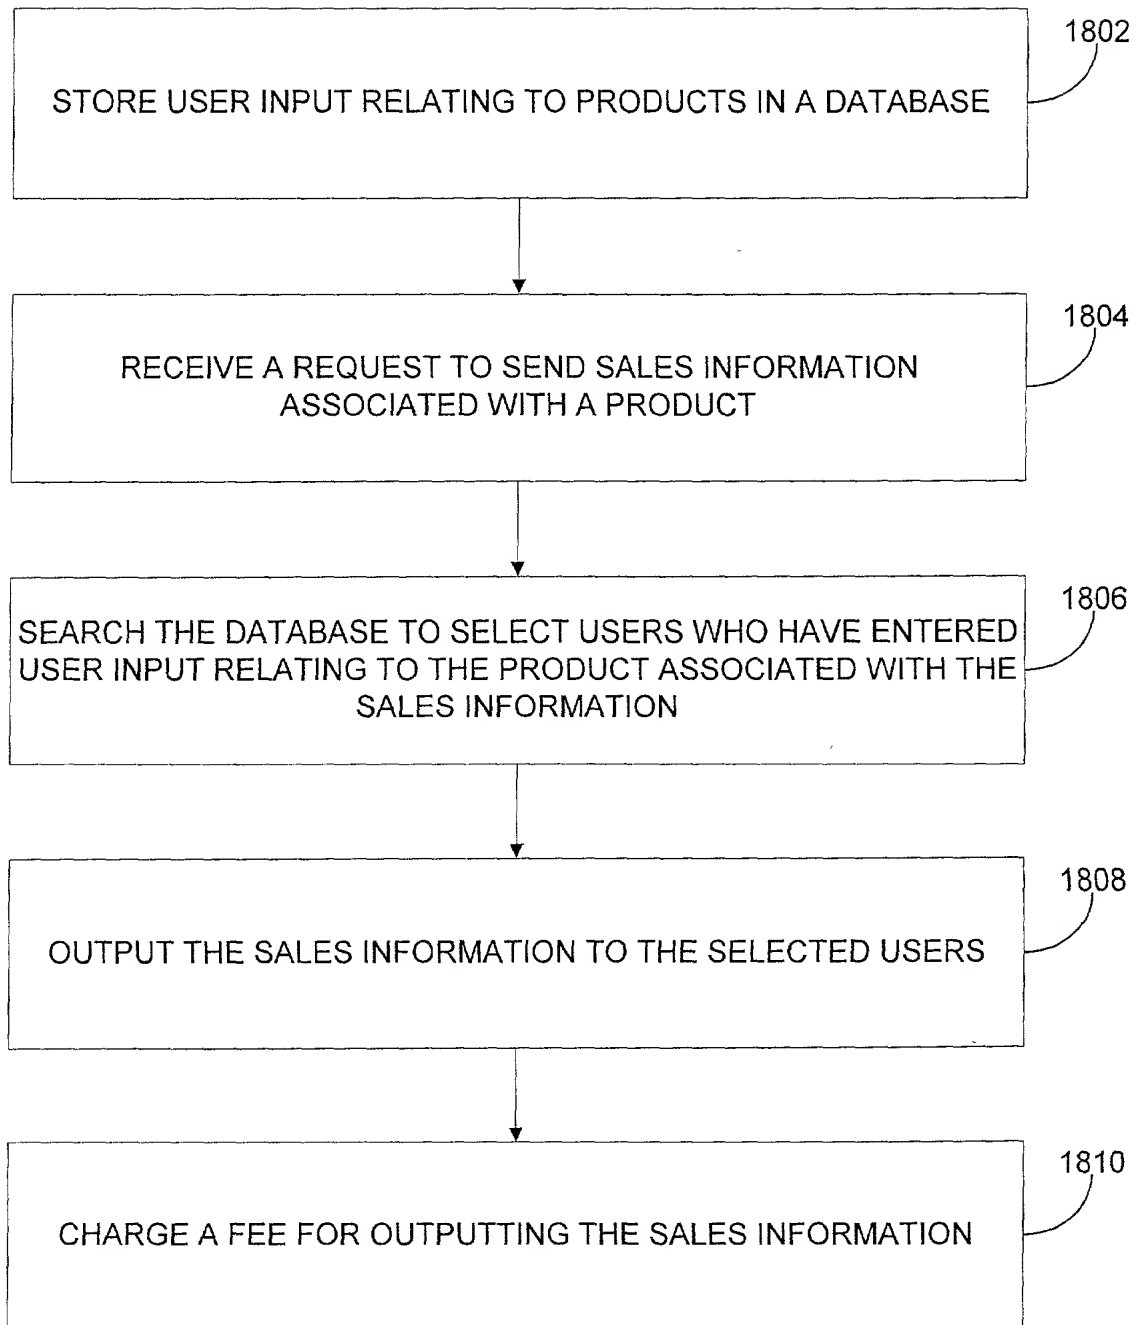 1802
STORE USER INPUT RELATING TO PRODUCTS IN A DATABASE
1804
RECEIVE A REQUEST TO SEND SALES INFORMATION
ASSOCIATED WITH A PRODUCT
1806
SEARCH THE DATABASE TO SELECT USERS WHO HAVE ENTERED
USER INPUT RELATING TO THE PRODUCT ASSOCIATED WITH THE
SALES INFORMATION
1808
OUTPUT THE SALES INFORMATION TO THE SELECTED USERS
1810
CHARGE A FEE FOR OUTPUTTING THE SALES INFORMATION